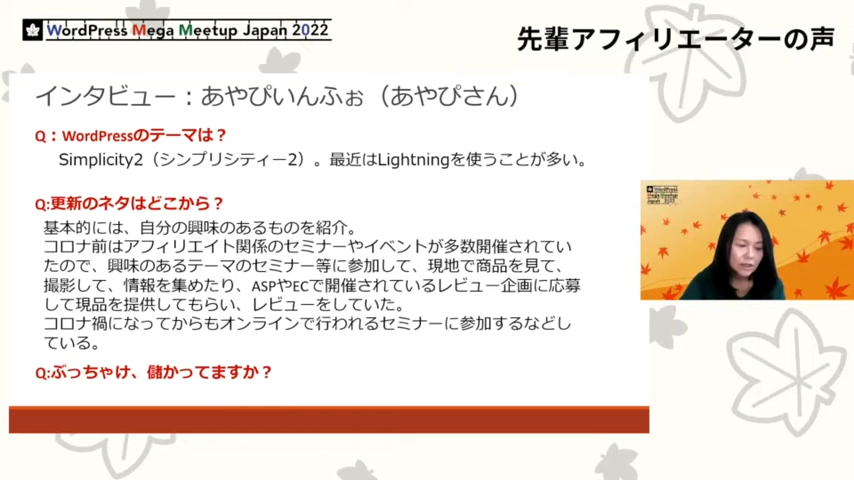 WordPress Mega Meetup Japan 2022
先輩アフィリエーターの声
インタビュー：あやぴいんふぉ（あやぴさん）
Q：WordPressのテーマは？
Simplicity2（シンプリシティー2）。最近はLightningを使うことが多い。
Q:更新のネタはどこから？
基本的には、自分の興味のあるものを紹介。
コロナ前はアフィリエイト関係のセミナーやイベントが多数開催されてい
たので、興味のあるテーマのセミナー等に参加して、現地で商品を見て、
撮影して、情報を集めたり、ASPやECで開催されているレビュー企画に応募
して現品を提供してもらい、レビューをしていた。
コロナ禍になってからもオンラインで行われるセミナーに参加するなどし
ている。
Q:ぶっちゃけ、儲かってますか？
WordPress
Mega Meetup
Japan 2022